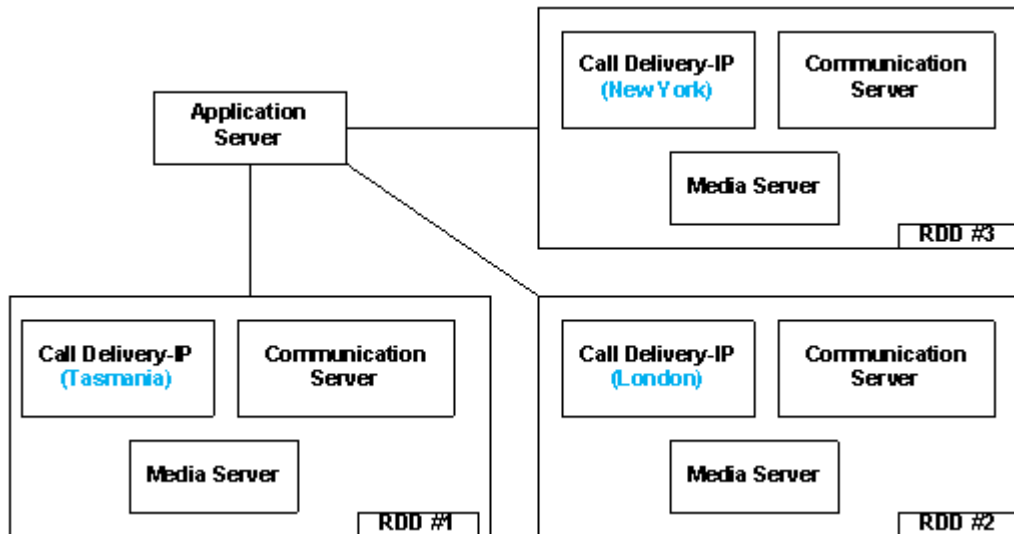 Application
Server
Call Delivery-IP
(New York)
Communication
Server
Media Server
RDD #3
Call Delivery-IP
(Tasmania)
Communication
Server
Media Server
RDD #1
Call Delivery-IP
(London)
Communication
Server
Media Server
RDD #2